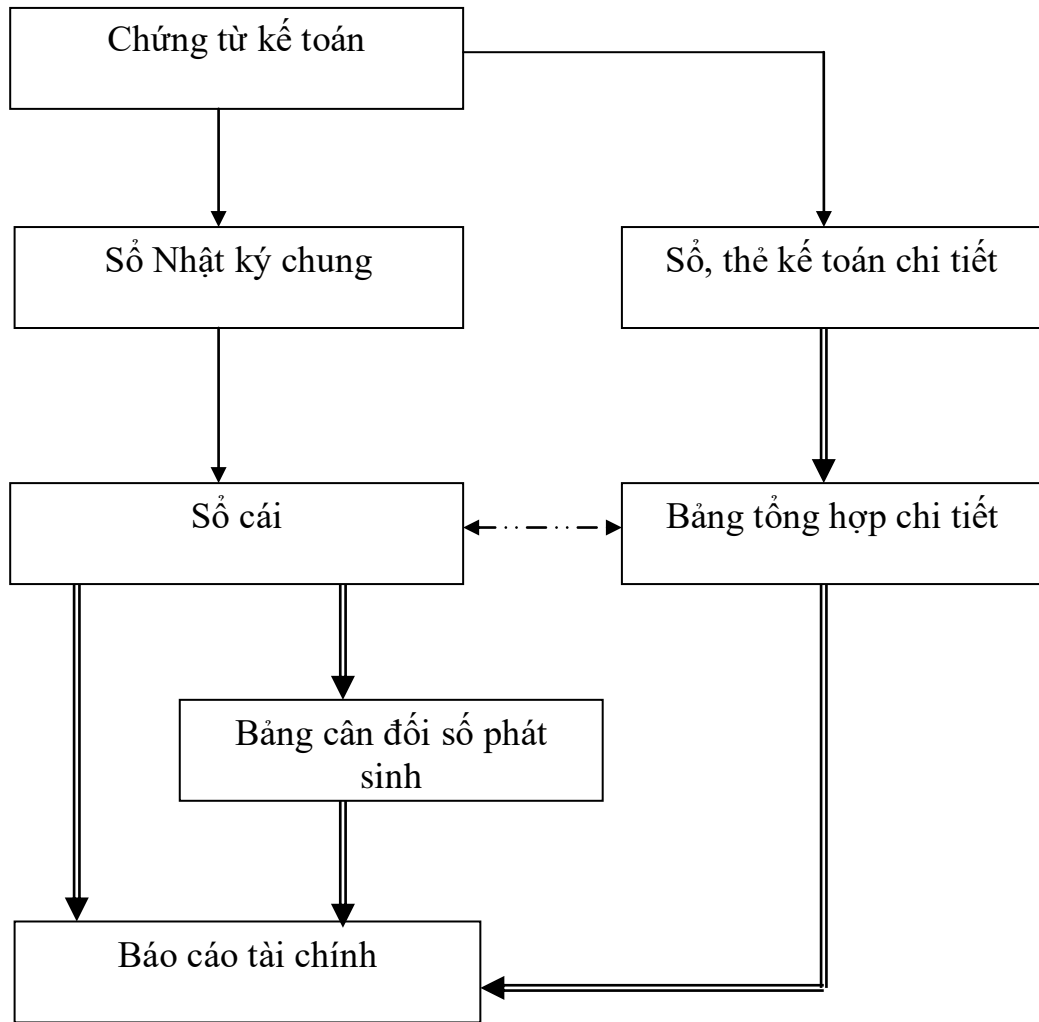 Chứng từ kế toán
Sổ Nhật ký chung
Sổ, thẻ kế toán chi tiết
Sổ cái
Bảng tổng hợp chi tiết
Bảng cân đối số phát
sinh
Báo cáo tài chính